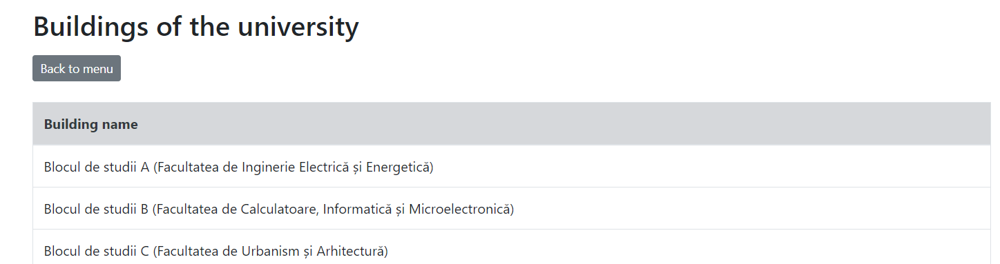 Buildings of the university
Back to menu
Building name
Blocul de studii A (Facultatea de Inginerie Electrică și Energetică)
Blocul de studii B (Facultatea de Calculatoare, Informatică și Microelectronică)
Blocul de studii C (Facultatea de Urbanism și Arhitectură)